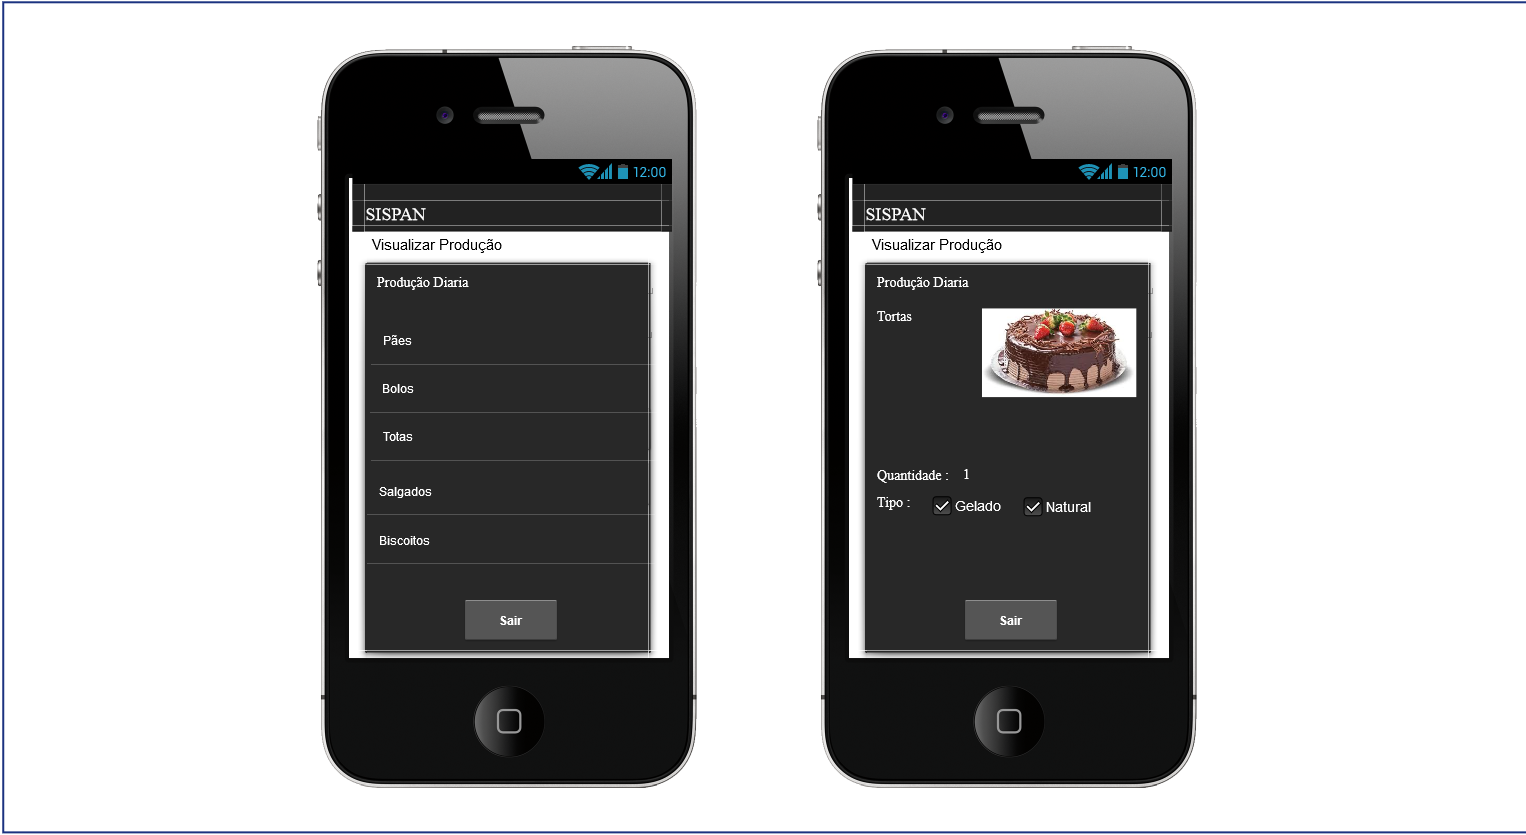 12:00
SISPAN
Visualizar Produção
Produção Diaria
Pães
Bolos
Totas
Salgados
Biscoitos
Sair
12:00
SISPAN
Visualizar Produção
Produção Diaria
Tortas
Quantidade : 1
Tipo : Gelado Natural
Sair